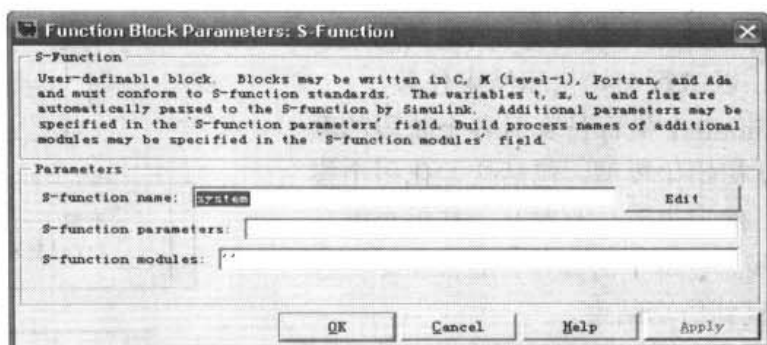 Function Block Parameters: S-Function
S-Function
User-definable block. Blocks may be written in C, M (level-1), Fortran, and Ada
and must conform to S-function standards. The variables t, x, u, and flag are
automatically passed to the S-function by Simulink. Additional parameters may be
specified in the 'S-function parameters' field. Build process names of additional
modules may be specified in the 'S-function modules' field.
Parameters
S-function name: system Edit
S-function parameters:
S-function modules: ''
OK Cancel Help Apply